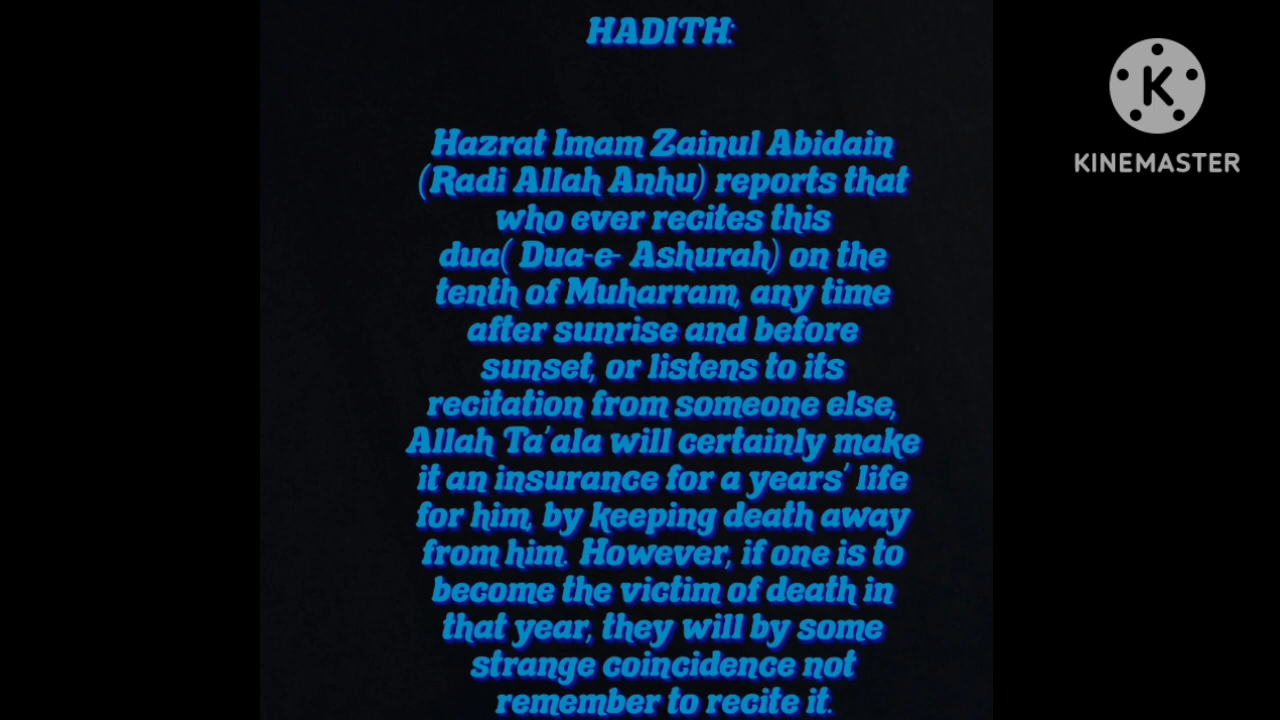 HADITH:
Hazrat Imam Zainul Abidain
(Radi Allah Anhu) reports that
who ever recites this
dua( Dua-e- Ashurah) on the
tenth of Muharram, any time
after sunrise and before
sunset, or listens to its
recitation from someone else,
Allah Ta'ala will certainly make
it an insurance for a years' life
for him, by keeping death away
from him. However, if one is to
become the victim of death in
that year, they will by some
strange coincidence not
remember to recite it.
K
KINEMASTER